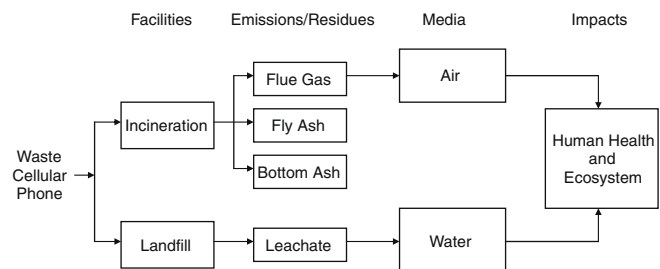 Facilities
Emissions/Residues
Media
Impacts
Flue Gas
Air
Incineration
Fly Ash
Human Health
and
Ecosystem
Waste
Cellular
Phone
Bottom Ash
Landfill
Leachate
Water